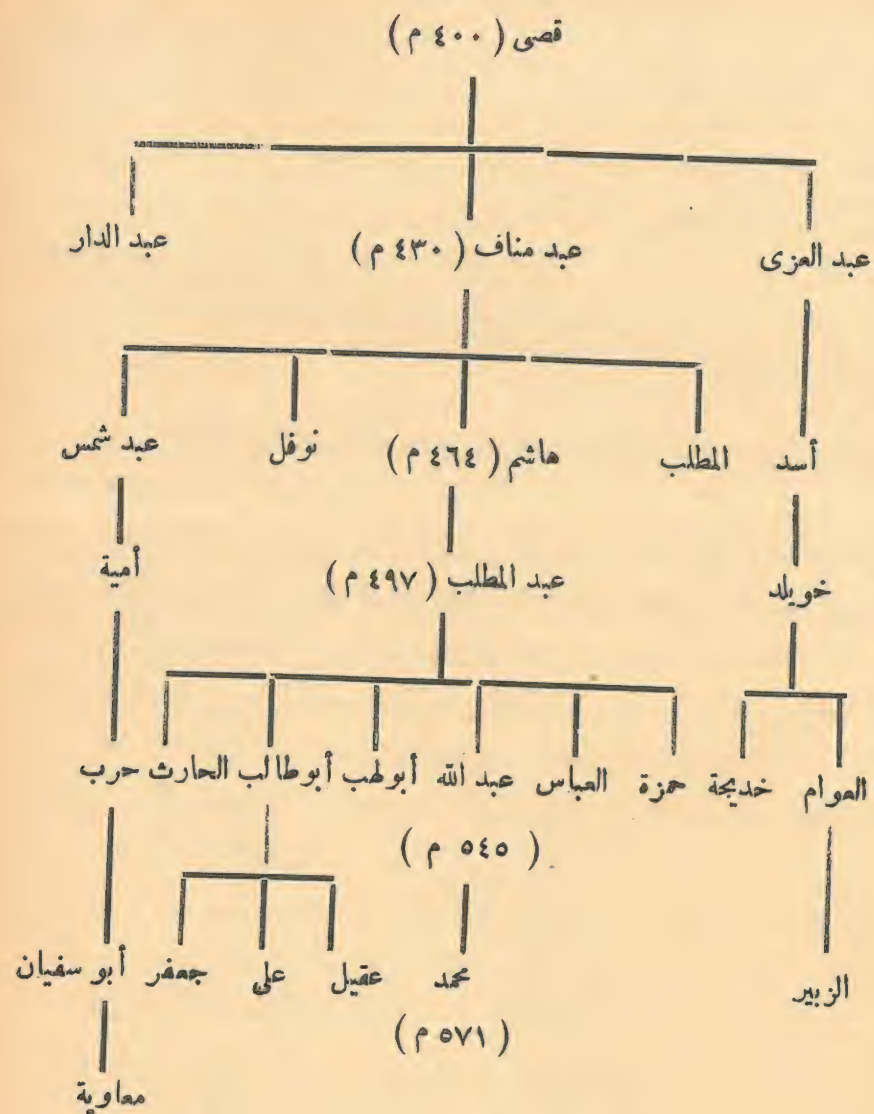 قصى ( ٤٠٠ م )
عبد العزى عبد مناف ( ٤٣٠ م ) عبد الدار
أسد المطلب هاشم ( ٤٦٤ م ) نوفل عبد شمس
خويلد عبد المطلب ( ٤٩٧ م ) أمية
العوام خديجة حمزة العباس عبد الله أبو لهب أبو طالب الحارث حرب
( ٥٤٥ م )
الزبير محمد عقيل على جعفر أبو سفيان
( ٥٧١ م )
معاوية